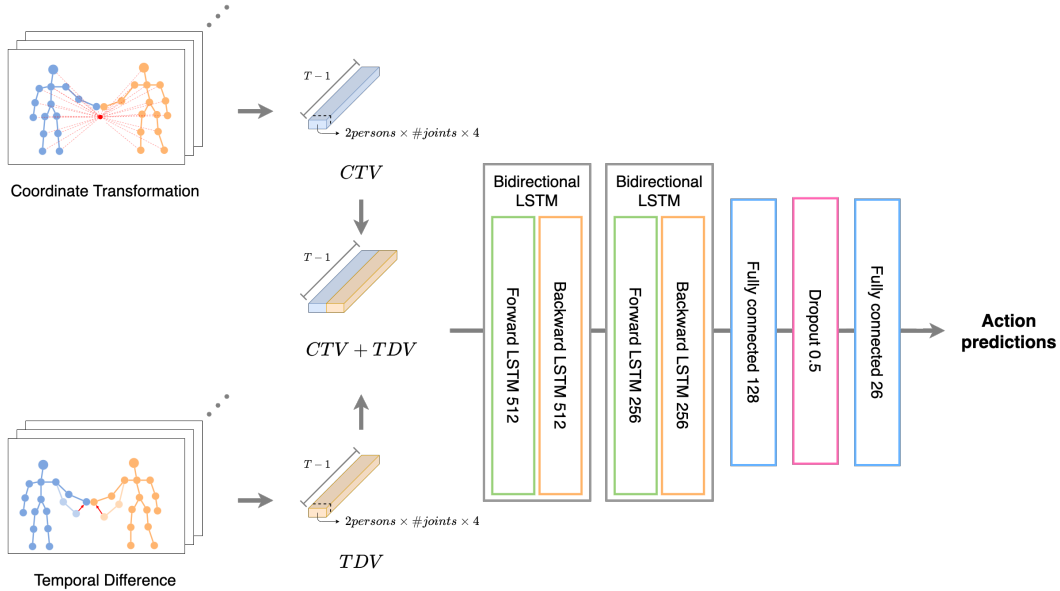 T − 1
2persons × #joints × 4
CTV
Coordinate Transformation
T − 1
CTV + TDV
T − 1
2persons × #joints × 4
TDV
Temporal Difference
Bidirectional
LSTM
Forward LSTM 512
Backward LSTM 512
Bidirectional
LSTM
Forward LSTM 256
Backward LSTM 256
Fully connected 128
Dropout 0.5
Fully connected 26
Action
predictions